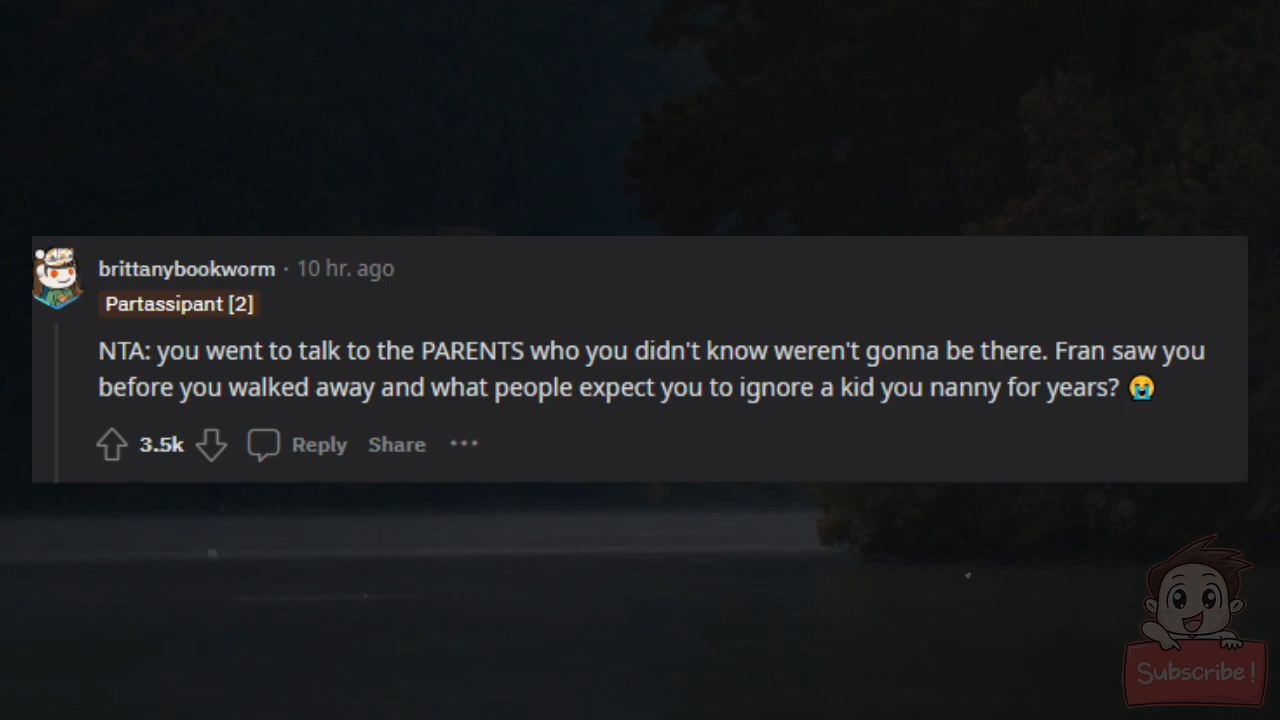 brittanybookworm · 10 hr. ago
Partassipant [2]
NTA: you went to talk to the PARENTS who you didn't know weren't gonna be there. Fran saw you
before you walked away and what people expect you to ignore a kid you nanny for years? 😭
3.5k Reply Share ···
Subscribe!